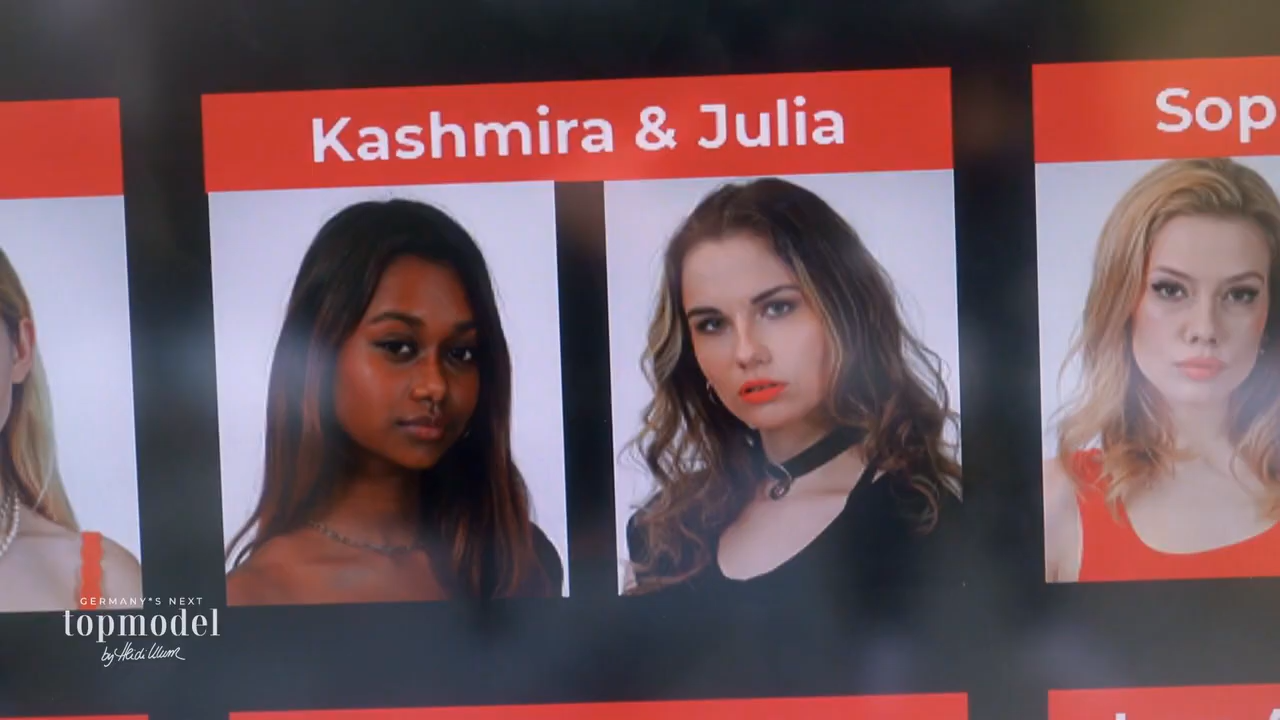 Kashmira & Julia
Sop
GERMANY*S NEXT
topmodel
by Heidi Klum